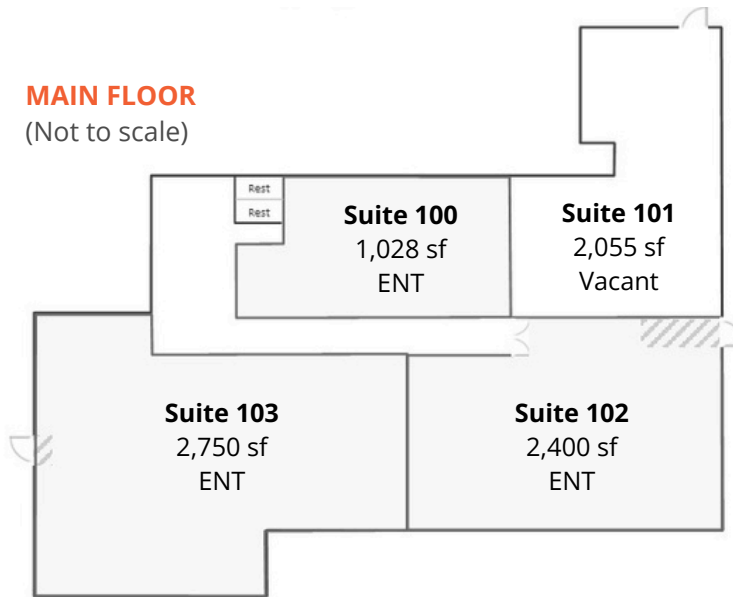 MAIN FLOOR
(Not to scale)
Rest
Rest
Suite 100
1,028 sf
ENT
Suite 101
2,055 sf
Vacant
Suite 103
2,750 sf
ENT
Suite 102
2,400 sf
ENT